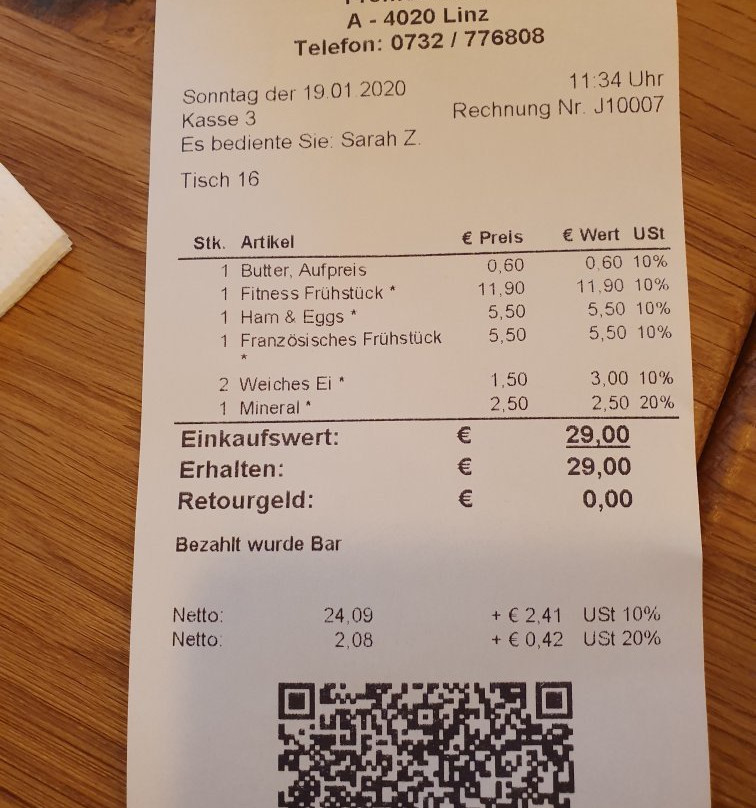 A - 4020 Linz
Telefon: 0732 / 776808
Sonntag der 19.01.2020 11:34 Uhr
Kasse 3 Rechnung Nr. J10007
Es bediente Sie: Sarah Z.
Tisch 16
Stk. Artikel € Preis € Wert USt
1 Butter, Aufpreis 0,60 0,60 10%
1 Fitness Frühstück * 11,90 11,90 10%
1 Ham & Eggs * 5,50 5,50 10%
1 Französisches Frühstück 5,50 5,50 10%
*
2 Weiches Ei * 1,50 3,00 10%
1 Mineral * 2,50 2,50 20%
Einkaufswert: € 29,00
Erhalten: € 29,00
Retourgeld: € 0,00
Bezahlt wurde Bar
Netto: 24,09 + € 2,41 USt 10%
Netto: 2,08 + € 0,42 USt 20%